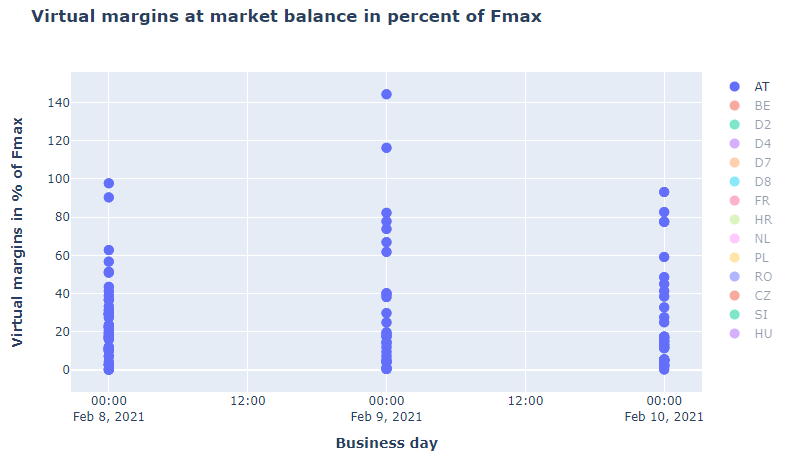 Virtual margins at market balance in percent of Fmax
Virtual margins in % of Fmax
140
120
100
80
60
40
20
0
00:00
Feb 8, 2021
12:00
00:00
Feb 9, 2021
12:00
00:00
Feb 10, 2021
Business day
AT
BE
D2
D4
D7
D8
FR
HR
NL
PL
RO
CZ
SI
HU